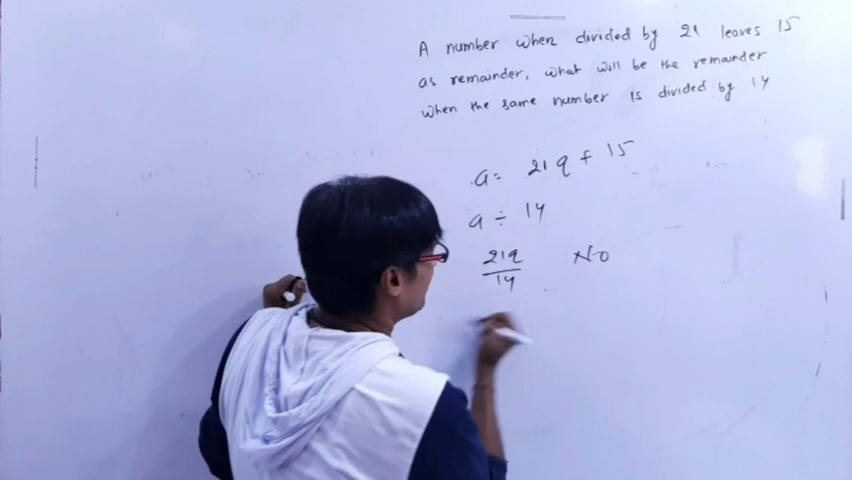 A number when divided by 21 leaves 15
as remainder, what will be the remainder
when the same number is divided by 14
a = 21q + 15
a ÷ 14
21q No
14